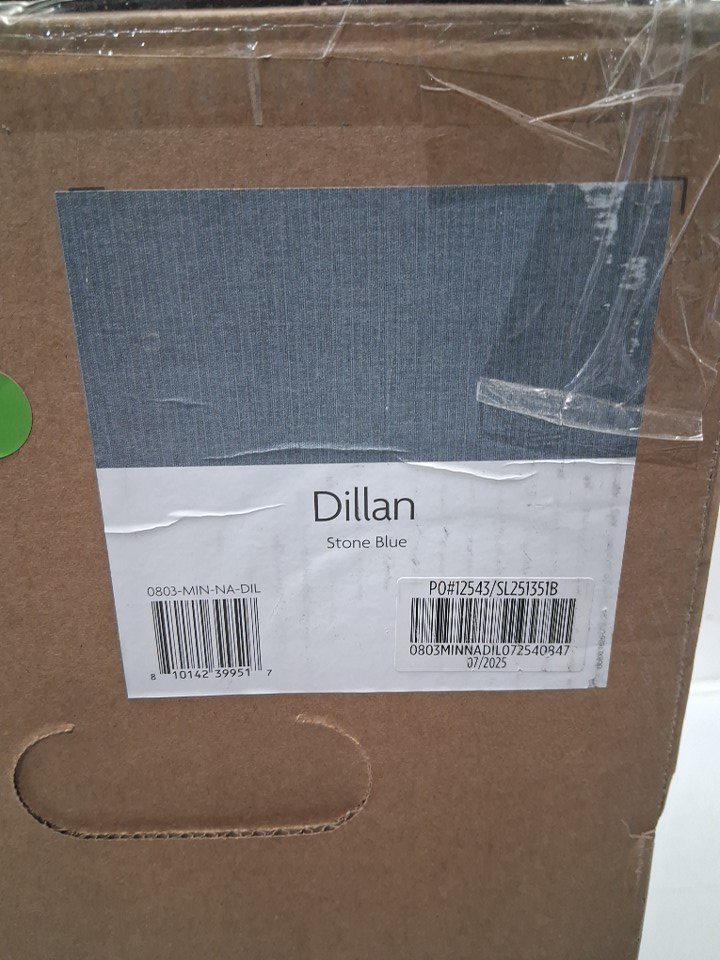 Dillan
Stone Blue
0803-MIN-NA-DIL
8 10142 39951 7
PO#12543/SL251351B
0803MINNADIL072540847
07/2025